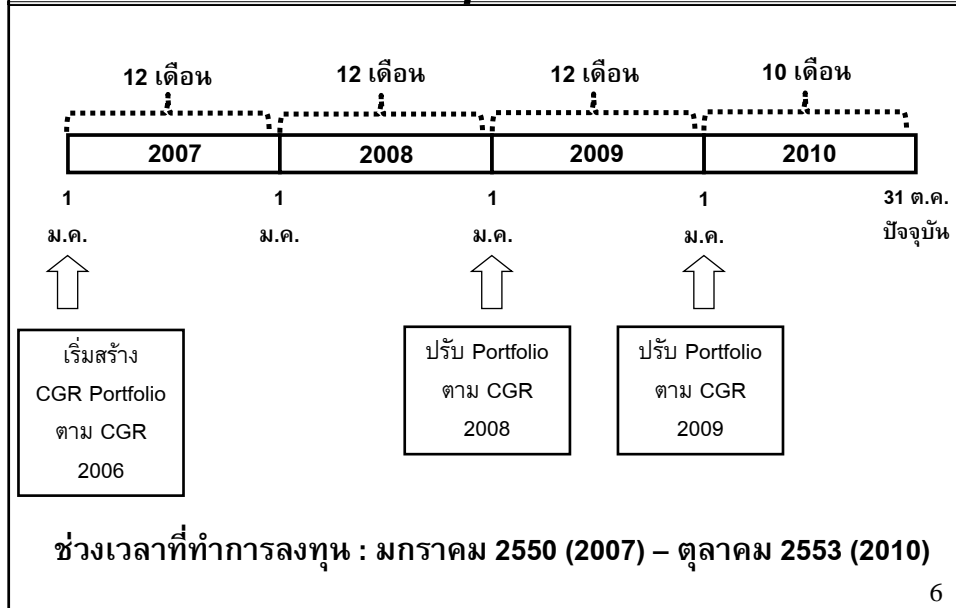 12 เดือน 12 เดือน 12 เดือน 10 เดือน
2007 2008 2009 2010
1 1 1 1 31 ต.ค.
ม.ค. ม.ค. ม.ค. ม.ค. ปัจจุบัน
เริ่มสร้าง
CGR Portfolio
ตาม CGR
2006
ปรับ Portfolio
ตาม CGR
2008
ปรับ Portfolio
ตาม CGR
2009
ช่วงเวลาที่ทำการลงทุน : มกราคม 2550 (2007) – ตุลาคม 2553 (2010)
6